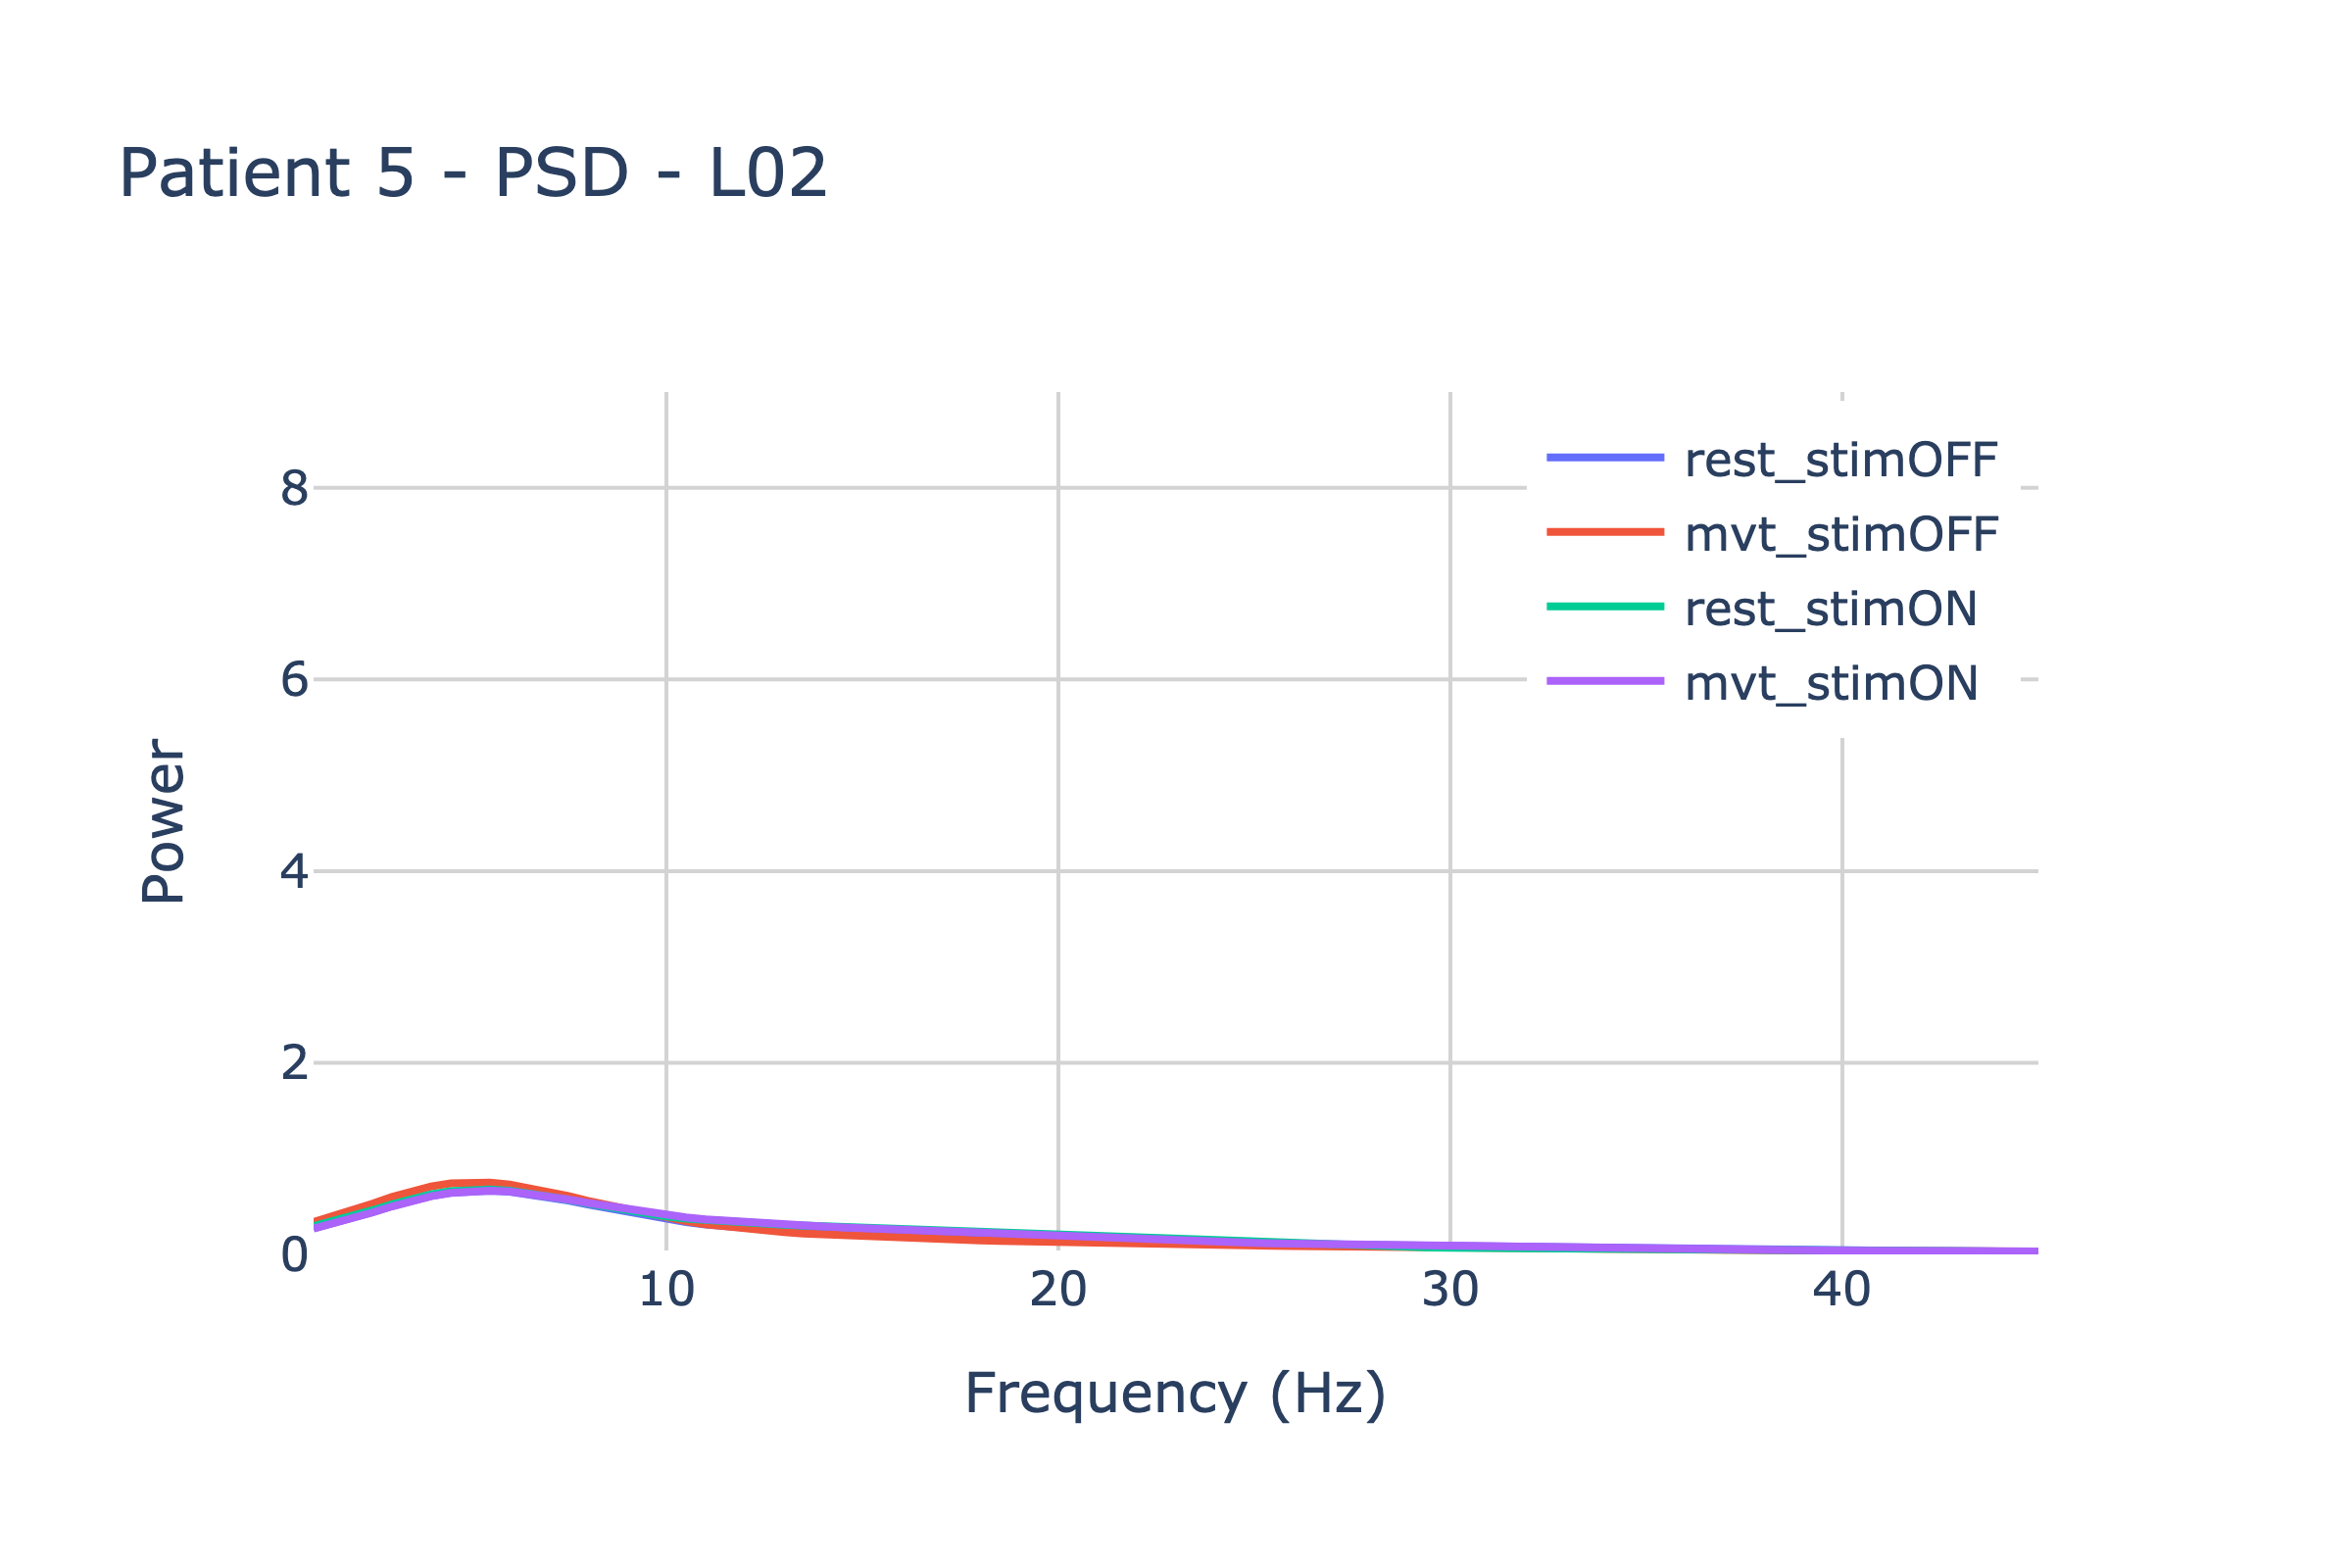 Patient 5 - PSD - L02
rest_stimOFF
mvt_stimOFF
rest_stimON
mvt_stimON
8
6
4
2
0
Power
10 20 30 40
Frequency (Hz)